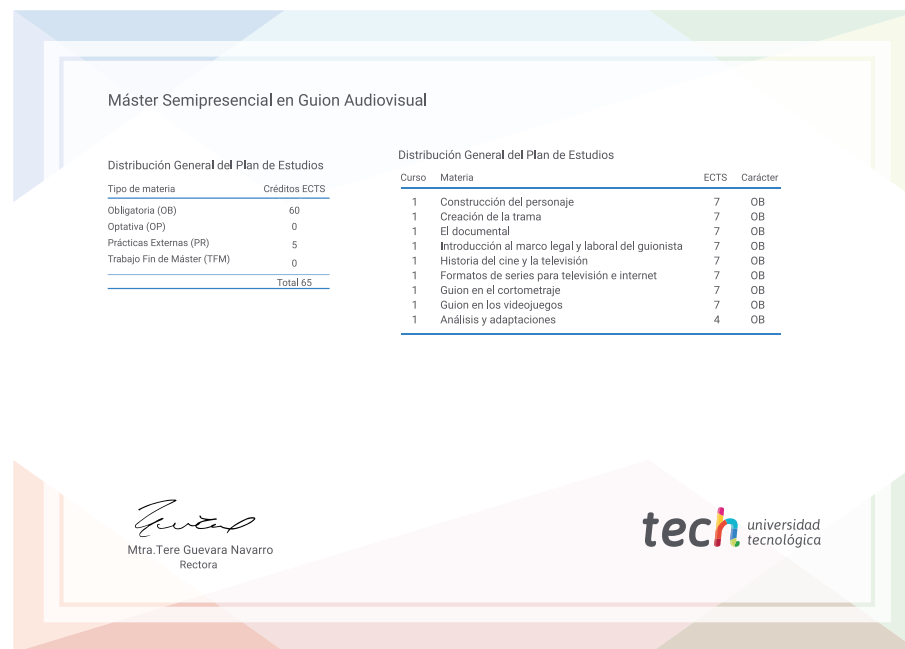 Máster Semipresencial en Guion Audiovisual
Distribución General del Plan de Estudios
Tipo de materia Créditos ECTS
Obligatoria (OB) 60
Optativa (OP) 0
Prácticas Externas (PR) 5
Trabajo Fin de Máster (TFM) 0
Total 65
Distribución General del Plan de Estudios
Curso Materia ECTS Carácter
1 Construcción del personaje 7 OB
1 Creación de la trama 7 OB
1 El documental 7 OB
1 Introducción al marco legal y laboral del guionista 7 OB
1 Historia del cine y la televisión 7 OB
1 Formatos de series para televisión e internet 7 OB
1 Guion en el cortometraje 7 OB
1 Guion en los videojuegos 7 OB
1 Análisis y adaptaciones 4 OB
Mtra.Tere Guevara Navarro
Rectora
tech universidad
tecnológica